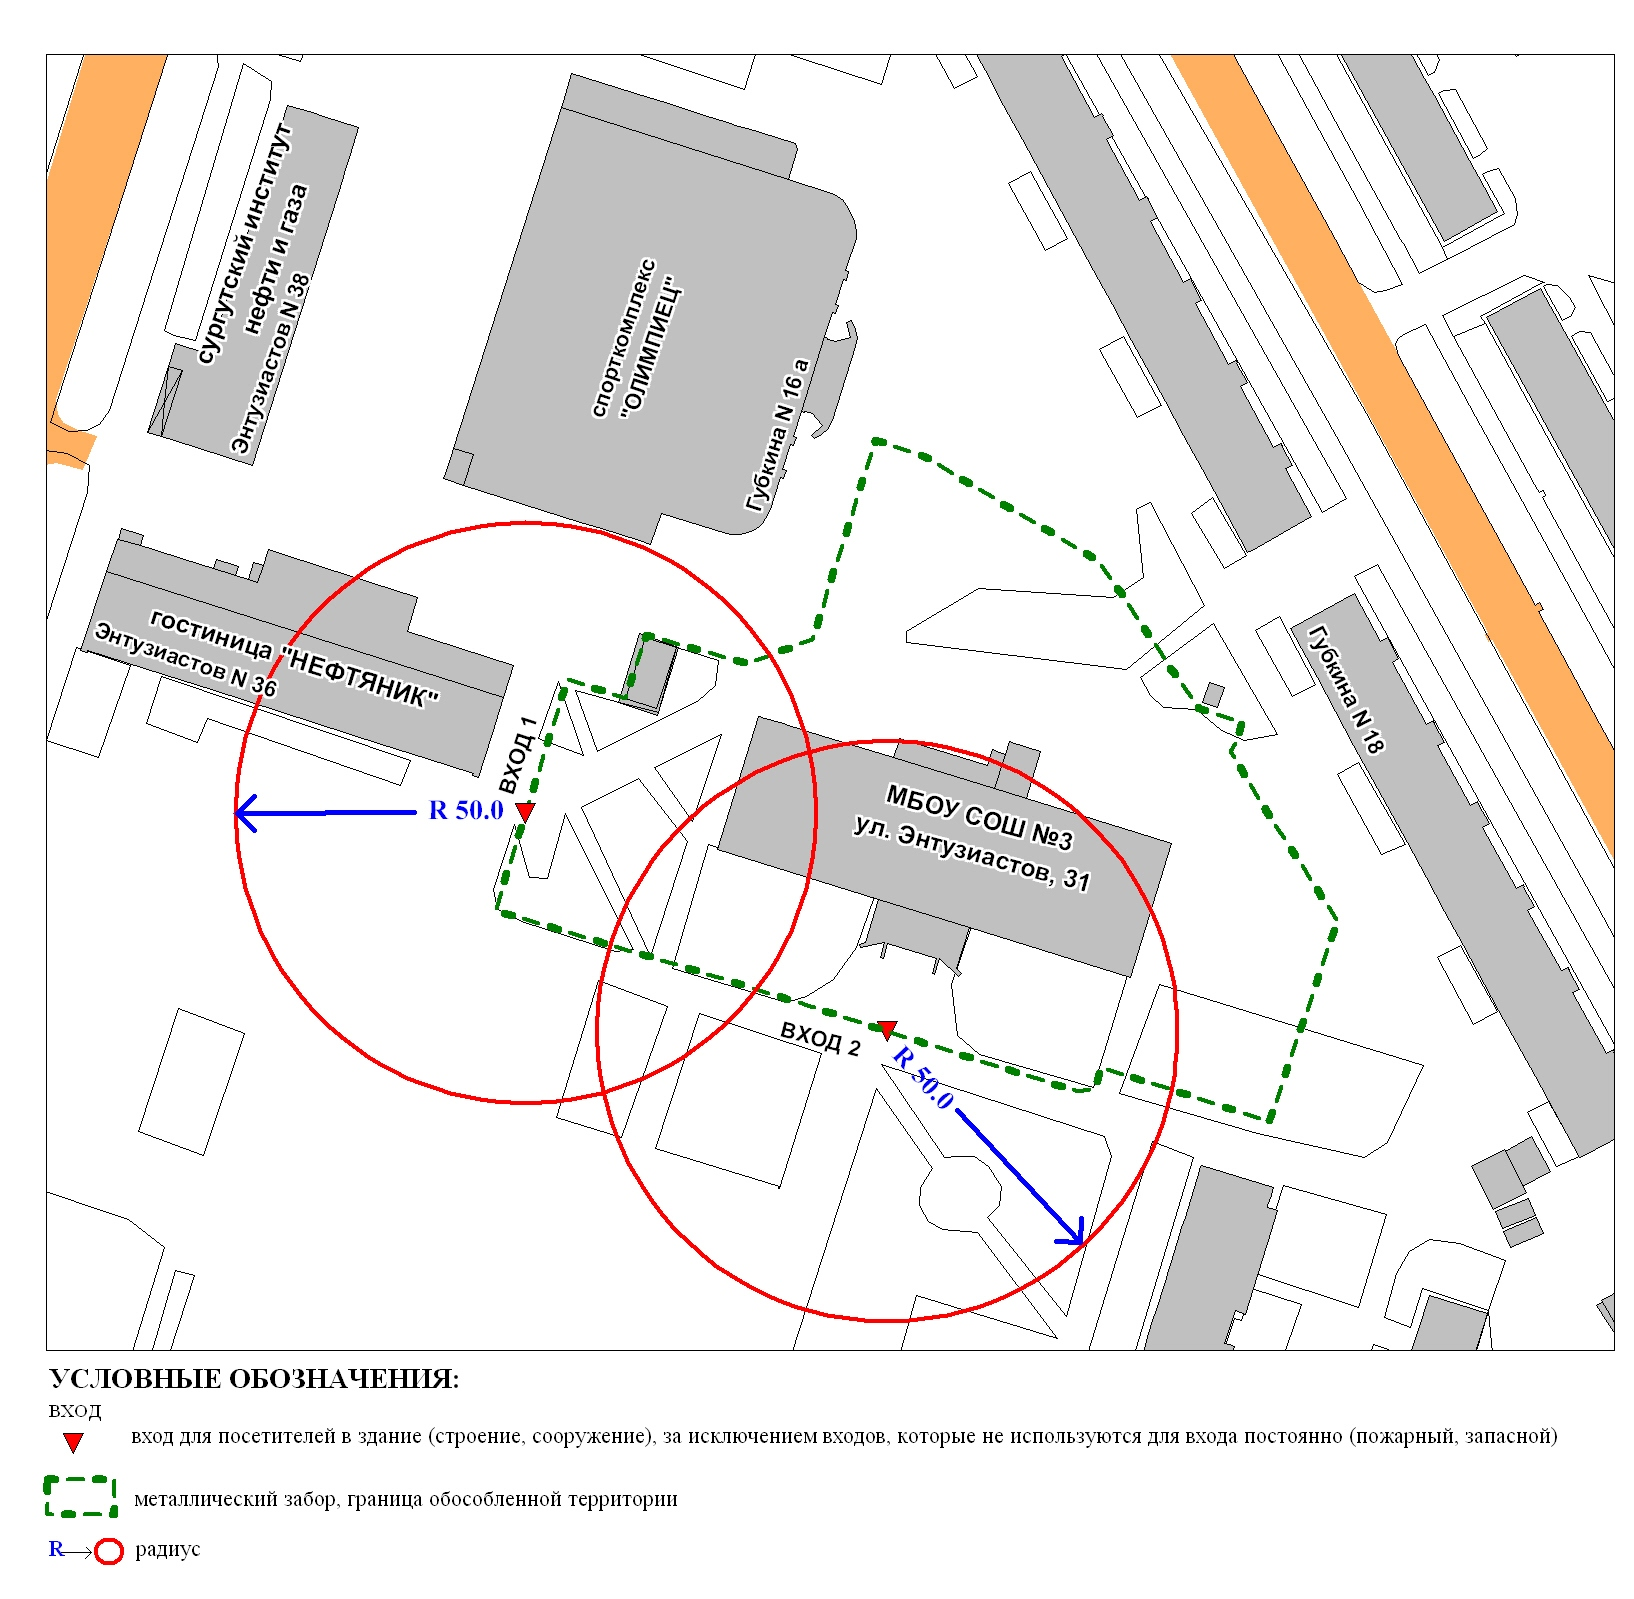 сургутский институт
нефти и газа
Энтузиастов N 38
спорткомплекс
"ОЛИМПИЕЦ"
Губкина N 16 а
гостиница "НЕФТЯНИК"
Энтузиастов N 36
ВХОД 1
R 50.0
МБОУ СОШ №3
ул. Энтузиастов, 31
Губкина N 18
ВХОД 2
R 50.0
УСЛОВНЫЕ ОБОЗНАЧЕНИЯ:
ВХОД
вход для посетителей в здание (строение, сооружение), за исключением входов, которые не используются для входа постоянно (пожарный, запасной)
металлический забор, граница обособленной территории
R
радиус